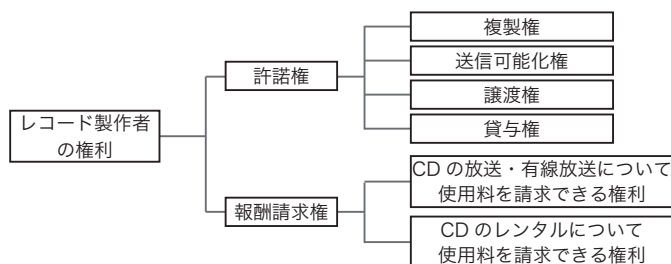 レコード製作者
の権利
許諾権
複製権
送信可能化権
譲渡権
貸与権
報酬請求権
CD の放送・有線放送について
使用料を請求できる権利
CD のレンタルについて
使用料を請求できる権利